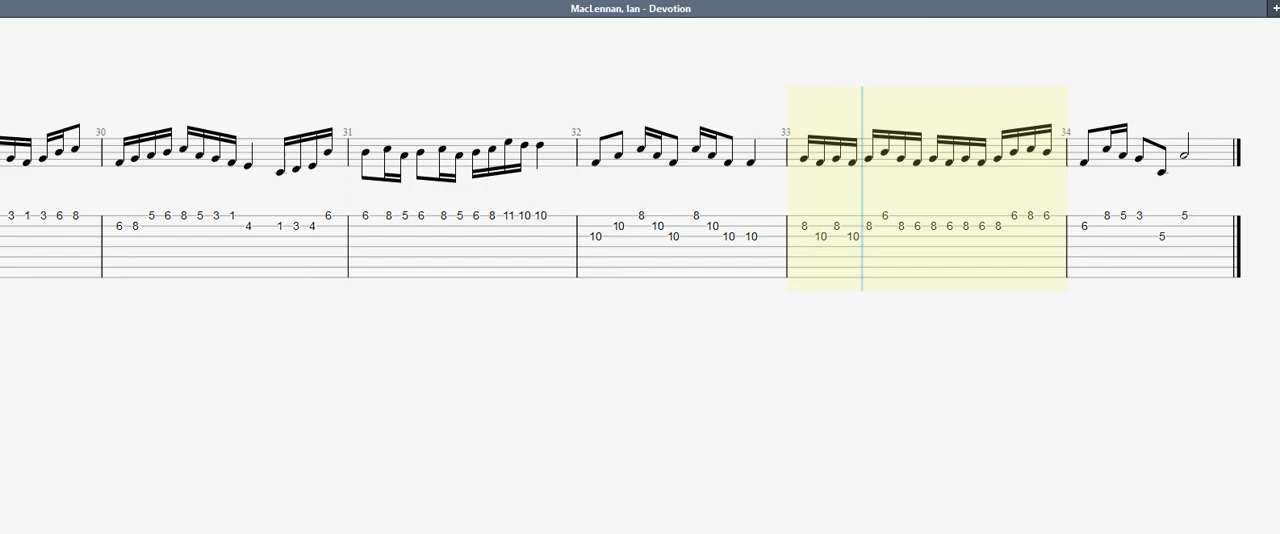 MacLennan, Ian - Devotion
+
30 31 32 33 34
3 1 3 6 8 5 6 8 5 3 1 6 6 8 5 6 8 5 6 8 11 10 10 8 8 6 6 8 6 8 5 3 5
6 8 4 1 3 4 10 10 10 8 8 8 6 8 6 8 6 8 6
10 10 10 10 10 10 5